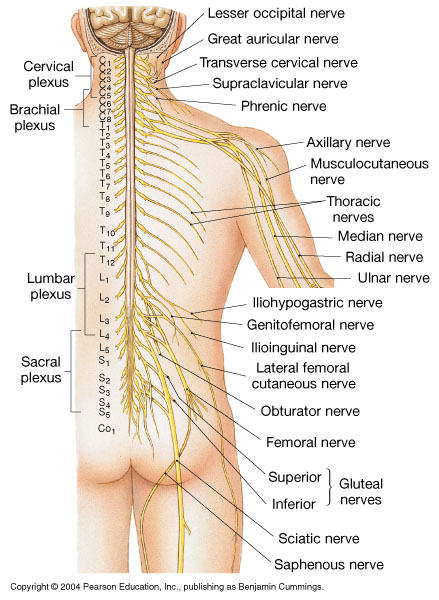 Lesser occipital nerve
Great auricular nerve
Transverse cervical nerve
Supraclavicular nerve
Phrenic nerve
Cervical
plexus
Brachial
plexus
C1
C2
C3
C4
C5
C6
C7
C8
T1
T2
T3
T4
T5
T6
T7
T8
T9
T10
T11
T12
Axillary nerve
Musculocutaneous
nerve
Thoracic
nerves
Median nerve
Radial nerve
Ulnar nerve
Lumbar
plexus
L1
L2
L3
L4
L5
Sacral
plexus
S1
S2
S3
S4
S5
Co1
Iliohypogastric nerve
Genitofemoral nerve
Ilioinguinal nerve
Lateral femoral
cutaneous nerve
Obturator nerve
Femoral nerve
Superior
Inferior
Gluteal
nerves
Sciatic nerve
Saphenous nerve
Copyright © 2004 Pearson Education, Inc., publishing as Benjamin Cummings.